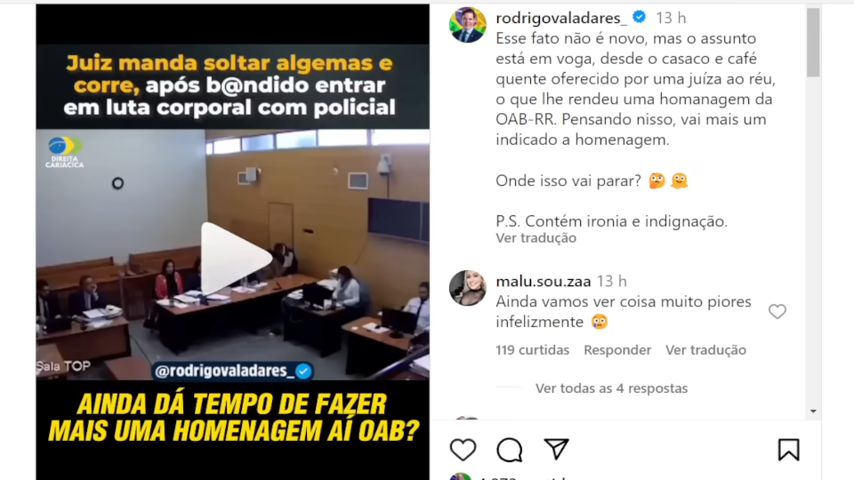 Juiz manda soltar algemas e
corre, após b@ndido entrar
em luta corporal com policial
DIREITA
CARIACICA
Sala TOP
@rodrigovaladares_
AINDA DÁ TEMPO DE FAZER
MAIS UMA HOMENAGEM AÍ OAB?
rodrigovaladares_ 13 h
Esse fato não é novo, mas o assunto
está em voga, desde o casaco e café
quente oferecido por uma juíza ao réu,
o que lhe rendeu uma homanagem da
OAB-RR. Pensando nisso, vai mais um
indicado a homenagem.
Onde isso vai parar? 🤔 🤗
P.S. Contém ironia e indignação.
Ver tradução
malu.sou.zaa 13 h
Ainda vamos ver coisa muito piores
infelizmente 😢
119 curtidas Responder Ver tradução
Ver todas as 4 respostas